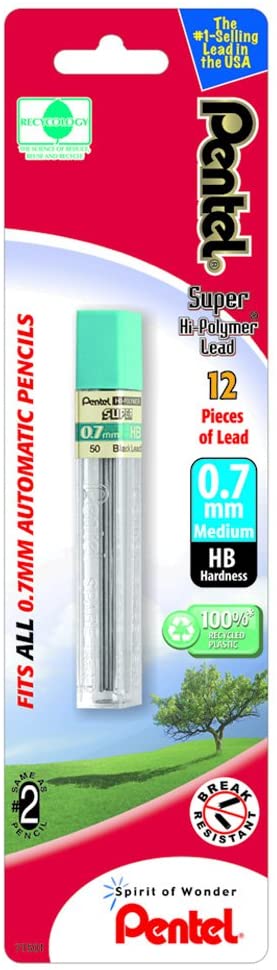 The
#1-Selling
Lead in
the USA
RECYCOLOGY
THE SCIENCE OF REDUCE,
REUSE AND RECYCLE
Pentel®
Super
Hi-Polymer®
Lead
12
Pieces
of Lead
0.7
mm
Medium
HB
Hardness
100%*
RECYCLED
PLASTIC
FITS ALL 0.7MM AUTOMATIC PENCILS
Pentel HI-POLYMER
SUPER
0.7mm HB
50 Black Lead
SAME AS
#2
PENCIL
BREAK
RESISTANT
Spirit of Wonder
Pentel®